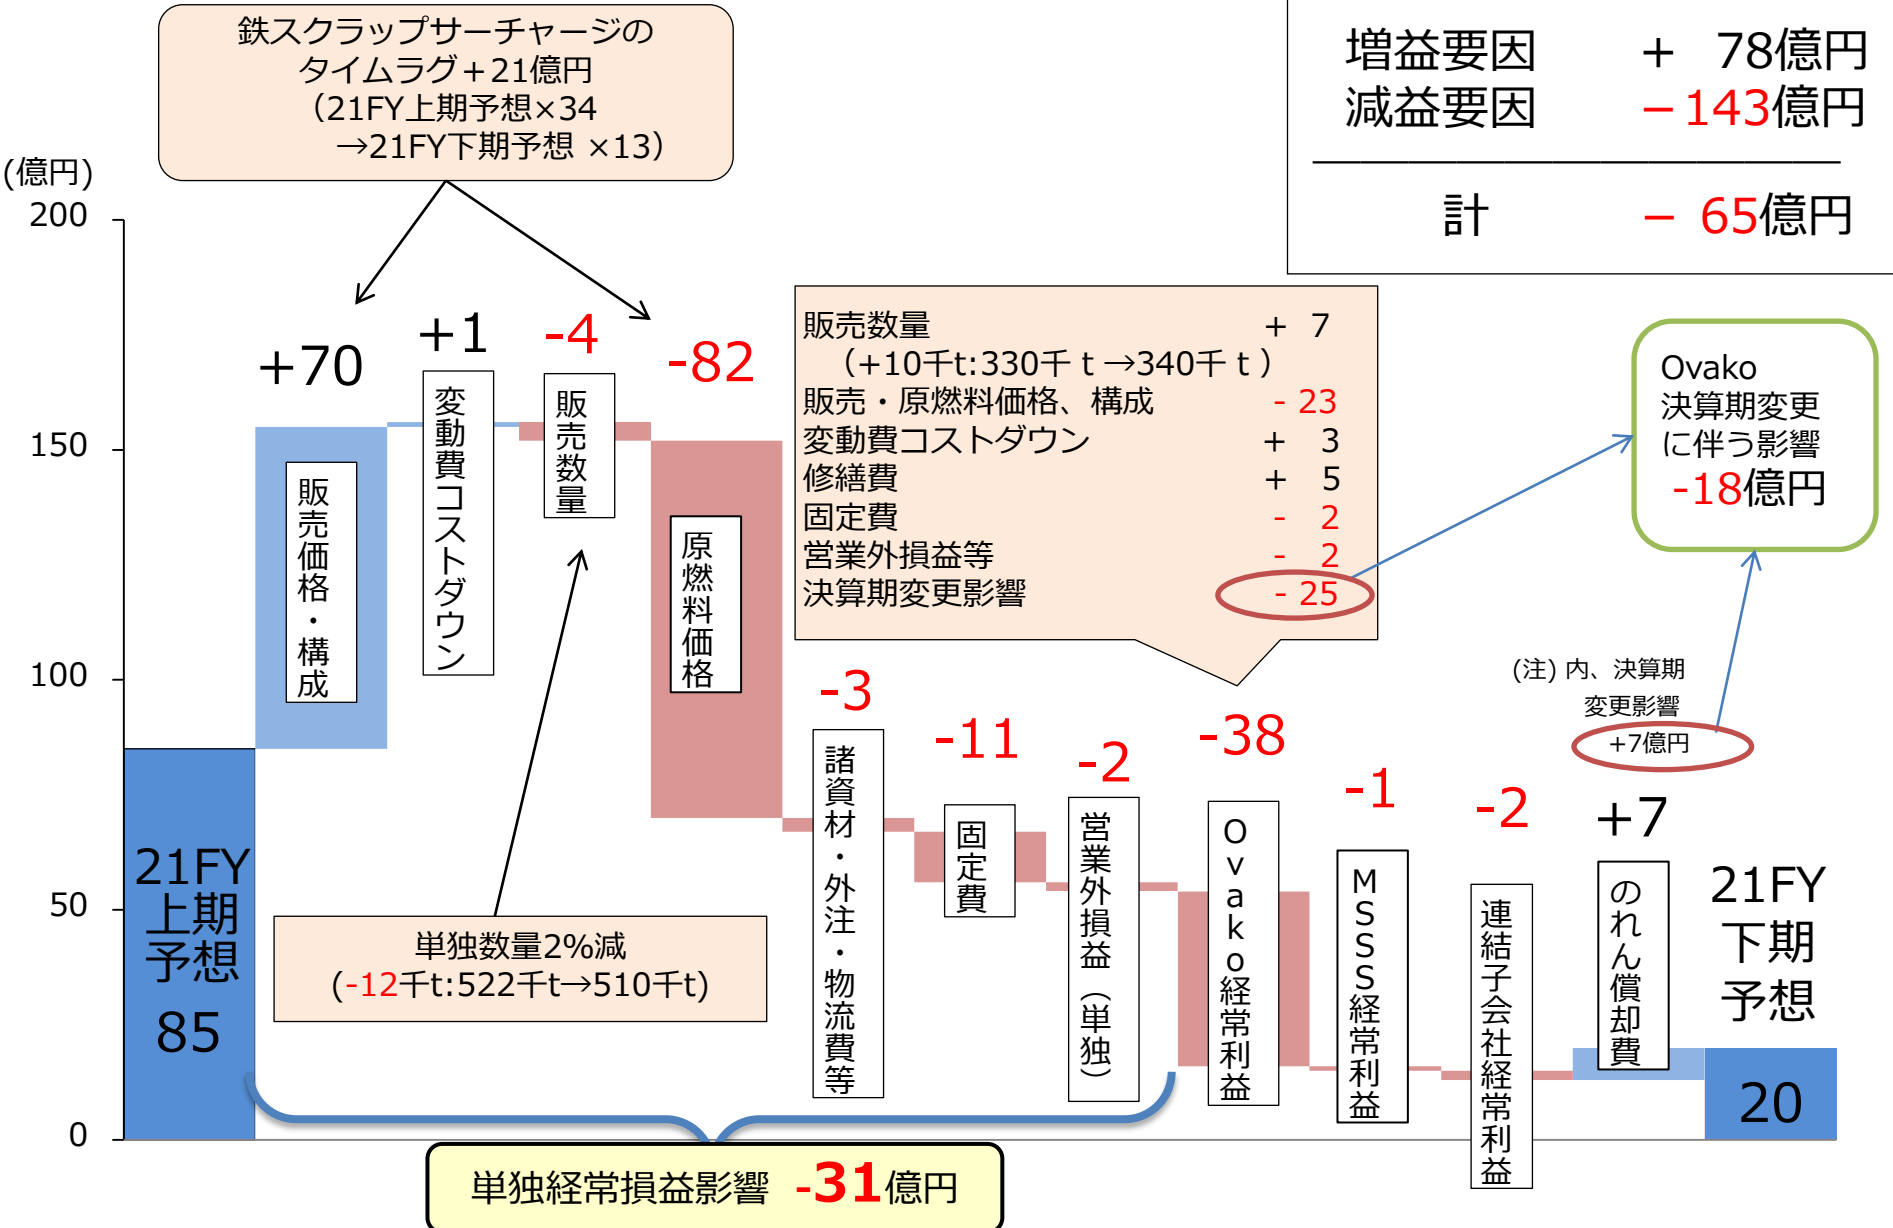 鉄スクラップサーチャージの
タイムラグ+21億円
(21FY上期予想×34
→21FY下期予想 ×13)
増益要因 + 78億円
減益要因 －143億円
計 － 65億円
(億円)
200
150
100
50
0
+70
+1
-4
-82
-3
-11
-2
-38
-1
-2
+7
販売価格・構成
変動費コストダウン
販売数量
原燃料価格
諸資材・外注・物流費等
固定費
営業外損益（単独）
Ovako経常利益
MSSS経常利益
連結子会社経常利益
のれん償却費
販売数量 + 7
(+10千t:330千ｔ→340千ｔ)
販売・原燃料価格、構成 - 23
変動費コストダウン + 3
修繕費 + 5
固定費 - 2
営業外損益等 - 2
決算期変更影響 - 25
Ovako
決算期変更
に伴う影響
-18億円
(注) 内、決算期
変更影響
+7億円
21FY
上期
予想
85
単独数量2%減
(-12千t:522千t→510千t)
21FY
下期
予想
20
単独経常損益影響 -31億円